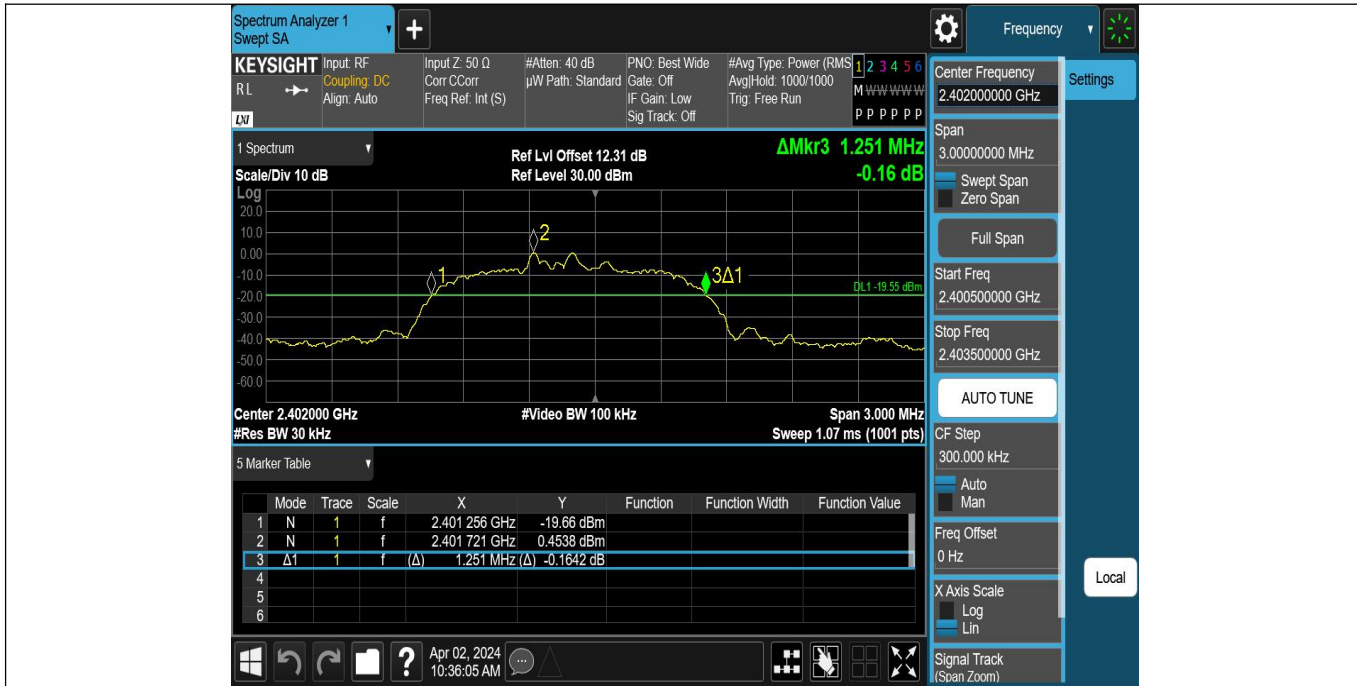 Spectrum Analyzer 1
Swept SA
+
Frequency
KEYSIGHT
R L
LXI
Input: RF
Coupling: DC
Align: Auto
Input Z: 50 Ω
Corr CCorr
Freq Ref: Int (S)
#Atten: 40 dB
µW Path: Standard
PNO: Best Wide
Gate: Off
IF Gain: Low
Sig Track: Off
#Avg Type: Power (RMS
Avg|Hold: 1000/1000
Trig: Free Run
1 2 3 4 5 6
M W W W W W
P P P P P P
Center Frequency
2.402000000 GHz
Settings
Span
3.00000000 MHz
Swept Span
Zero Span
Full Span
Start Freq
2.400500000 GHz
Stop Freq
2.403500000 GHz
AUTO TUNE
CF Step
300.000 kHz
Auto
Man
Freq Offset
0 Hz
X Axis Scale
Log
Lin
Signal Track
(Span Zoom)
Local
1 Spectrum
Scale/Div 10 dB
Ref Lvl Offset 12.31 dB
Ref Level 30.00 dBm
ΔMkr3 1.251 MHz
-0.16 dB
Log
20.0
10.0
0.00
-10.0
-20.0
-30.0
-40.0
-50.0
-60.0
1
2
3Δ1
DL1 -19.55 dBm
Center 2.402000 GHz
#Video BW 100 kHz
Span 3.000 MHz
#Res BW 30 kHz
Sweep 1.07 ms (1001 pts)
5 Marker Table
Mode Trace Scale X Y Function Function Width Function Value
1 N 1 f 2.401 256 GHz -19.66 dBm
2 N 1 f 2.401 721 GHz 0.4538 dBm
3 Δ1 1 f (Δ) 1.251 MHz (Δ) -0.1642 dB
4
5
6
?
Apr 02, 2024
10:36:05 AM